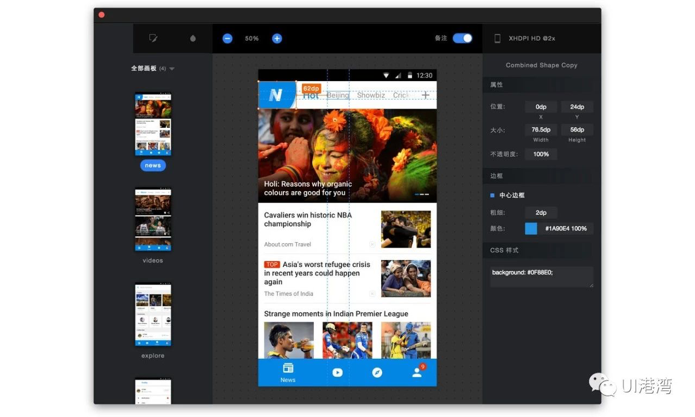 50%
标注
XHDPI HD @2x
全部画板 (4)
news
videos
explore
12:30
62dp
N
Hot
Beijing
Showbiz
Cric
Holi: Reasons why organic
colours are good for you
Cavaliers win historic NBA
championship
About.com Travel
TOP Asia's worst refugee crisis
in recent years could happen
again
The Times of India
Strange moments in Indian Premier League
News
Combined Shape Copy
属性
位置:
0dp
24dp
X
Y
大小:
76.5dp
56dp
Width
Height
不透明度:
100%
边框
中心边框
粗细:
2dp
颜色:
#1A90E4 100%
CSS 样式
background: #0F88E0;
UI港湾